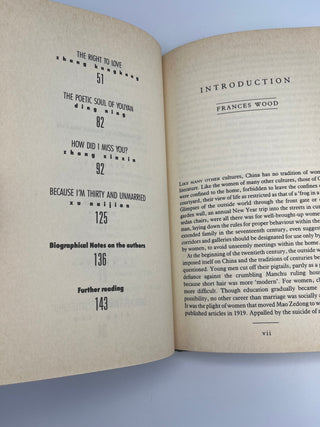 THE RIGHT TO LOVE
zhang kangkang
51
THE POETIC SOUL OF YOUYAN
ding ning
82
HOW DID I MISS YOU?
zhang xinxin
92
BECAUSE I'M THIRTY AND UNMARRIED
xu naijian
125
Biographical Notes on the authors
136
Further reading
143
INTRODUCTION
FRANCES WOOD
LIKE MANY OTHER cultures, China has no tradition of wom
literature. Like the women of many other cultures, those of C
were confined to the home, forbidden to leave the confines o
courtyard, their view of life as restricted as that of a 'frog in a
Glimpses of the outside world through the front gate or
garden wall, an annual New Year trip into the streets in cur
sedan chairs, were all there was for well-brought-up women
jiang, laying down the rules for proper behaviour within the
extended family in the seventeenth century, even suggest
corridors and galleries should be designated for use only by
by women, to avoid unseemly meetings within the home.
At the beginning of the twentieth century, the outside w
imposed itself on China and the traditions of centuries be
questioned. Young men cut off their pigtails, partly as a
defiance against the crumbling Manchu ruling hous
because short hair was more 'modern'. For women, ch
more difficult. Though education gradually became
possibility, no other career than marriage was socially a
It was the plight of women that moved Mao Zedong to w
published articles in 1919. Appalled by the suicide of
vii